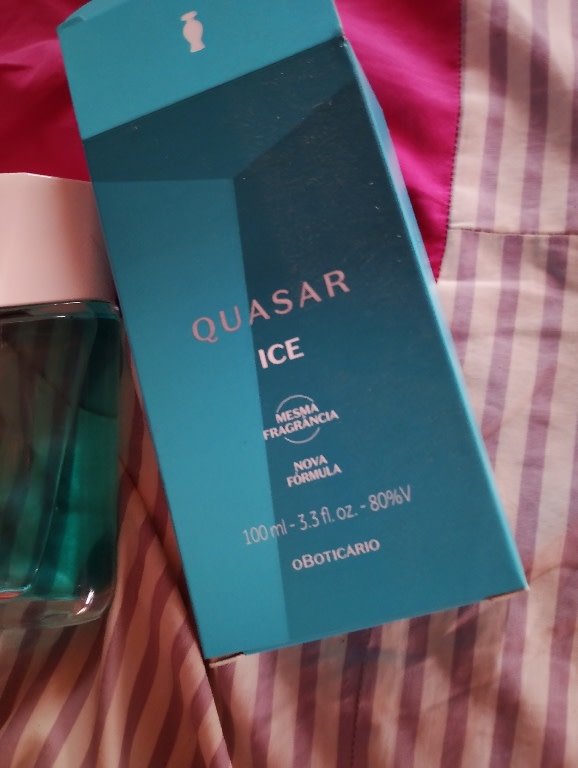 QUASAR
ICE
MESMA
FRAGRÂNCIA
NOVA
FÓRMULA
100 ml - 3.3 fl. oz. - 80%V
oBOTICARIO